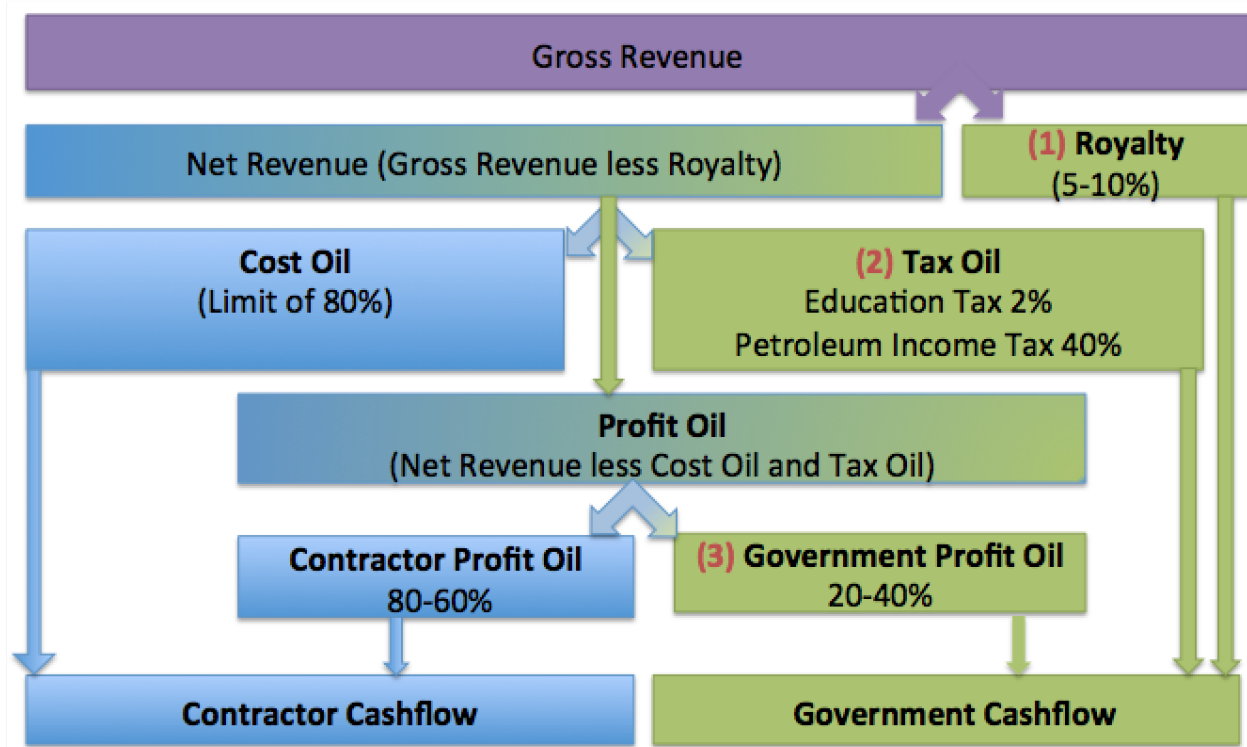 Gross Revenue
Net Revenue (Gross Revenue less Royalty)
(1) Royalty
(5-10%)
Cost Oil
(Limit of 80%)
(2) Tax Oil
Education Tax 2%
Petroleum Income Tax 40%
Profit Oil
(Net Revenue less Cost Oil and Tax Oil)
Contractor Profit Oil
80-60%
(3) Government Profit Oil
20-40%
Contractor Cashflow
Government Cashflow